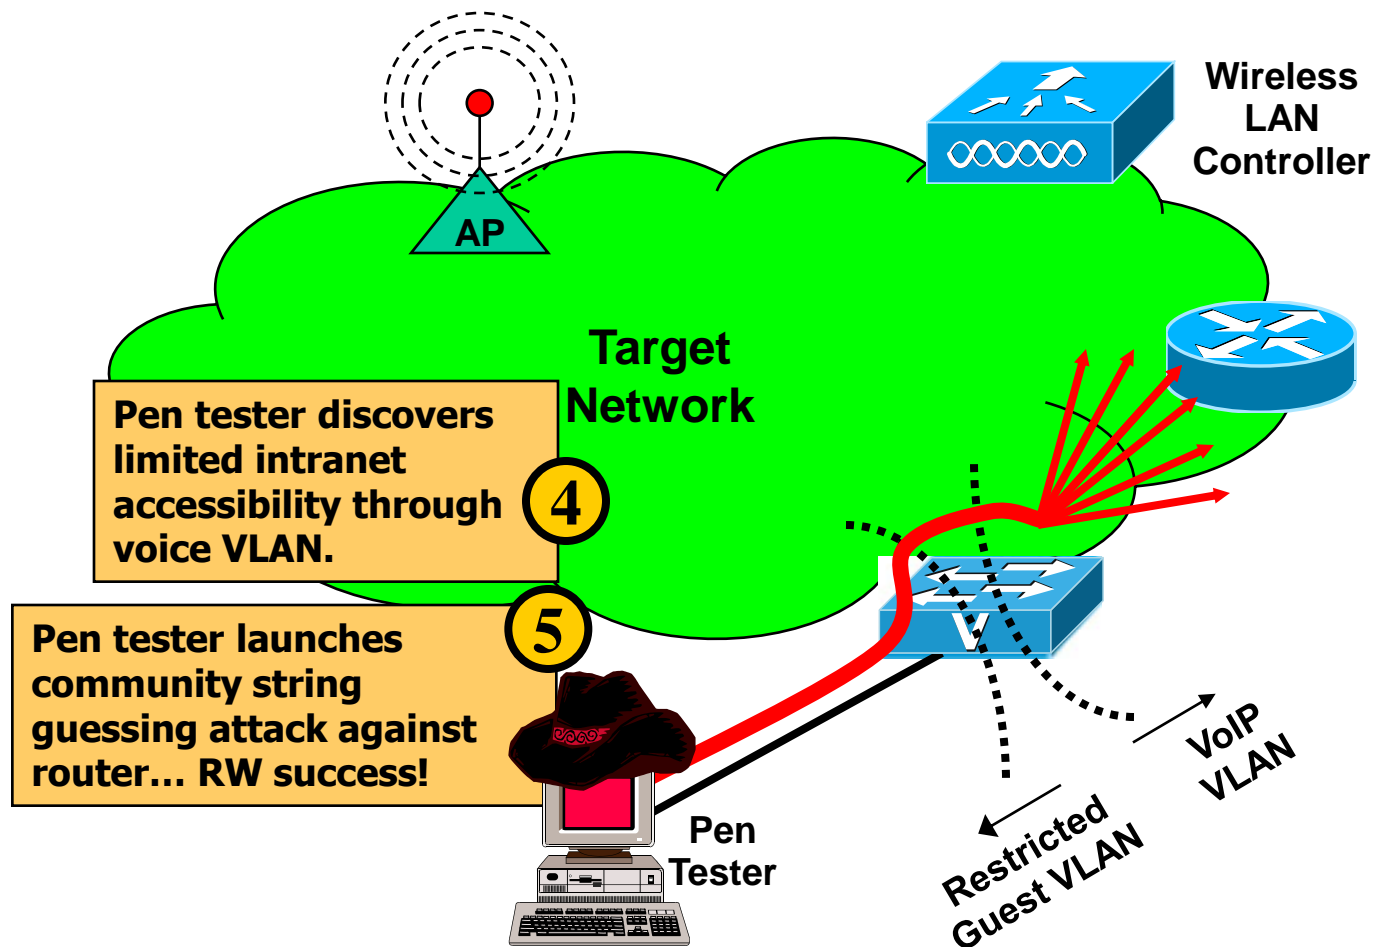 Wireless
LAN
Controller
AP
Target
Network
Pen tester discovers
limited intranet
accessibility through
voice VLAN.
4
5
Pen tester launches
community string
guessing attack against
router... RW success!
V
VoIP
VLAN
Restricted
Guest VLAN
Pen
Tester